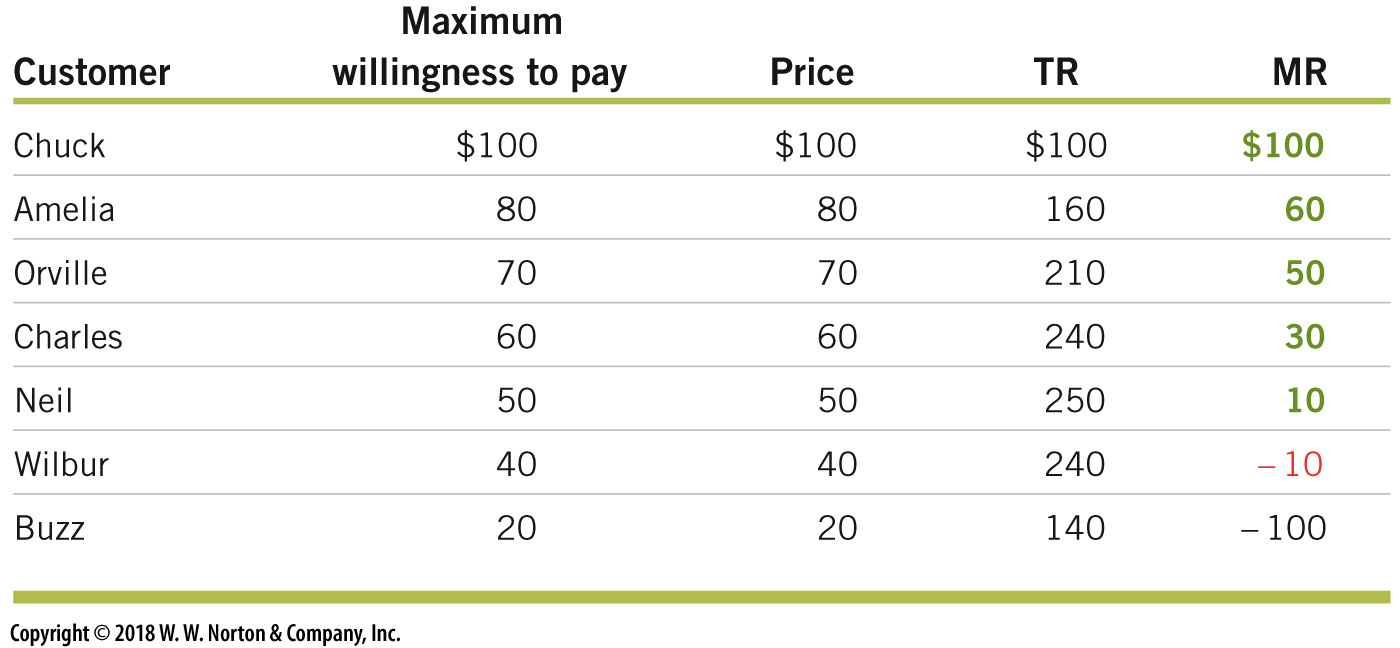 Maximum
Customer willingness to pay Price TR MR
Chuck $100 $100 $100 $100
Amelia 80 80 160 60
Orville 70 70 210 50
Charles 60 60 240 30
Neil 50 50 250 10
Wilbur 40 40 240 – 10
Buzz 20 20 140 – 100
Copyright © 2018 W. W. Norton & Company, Inc.